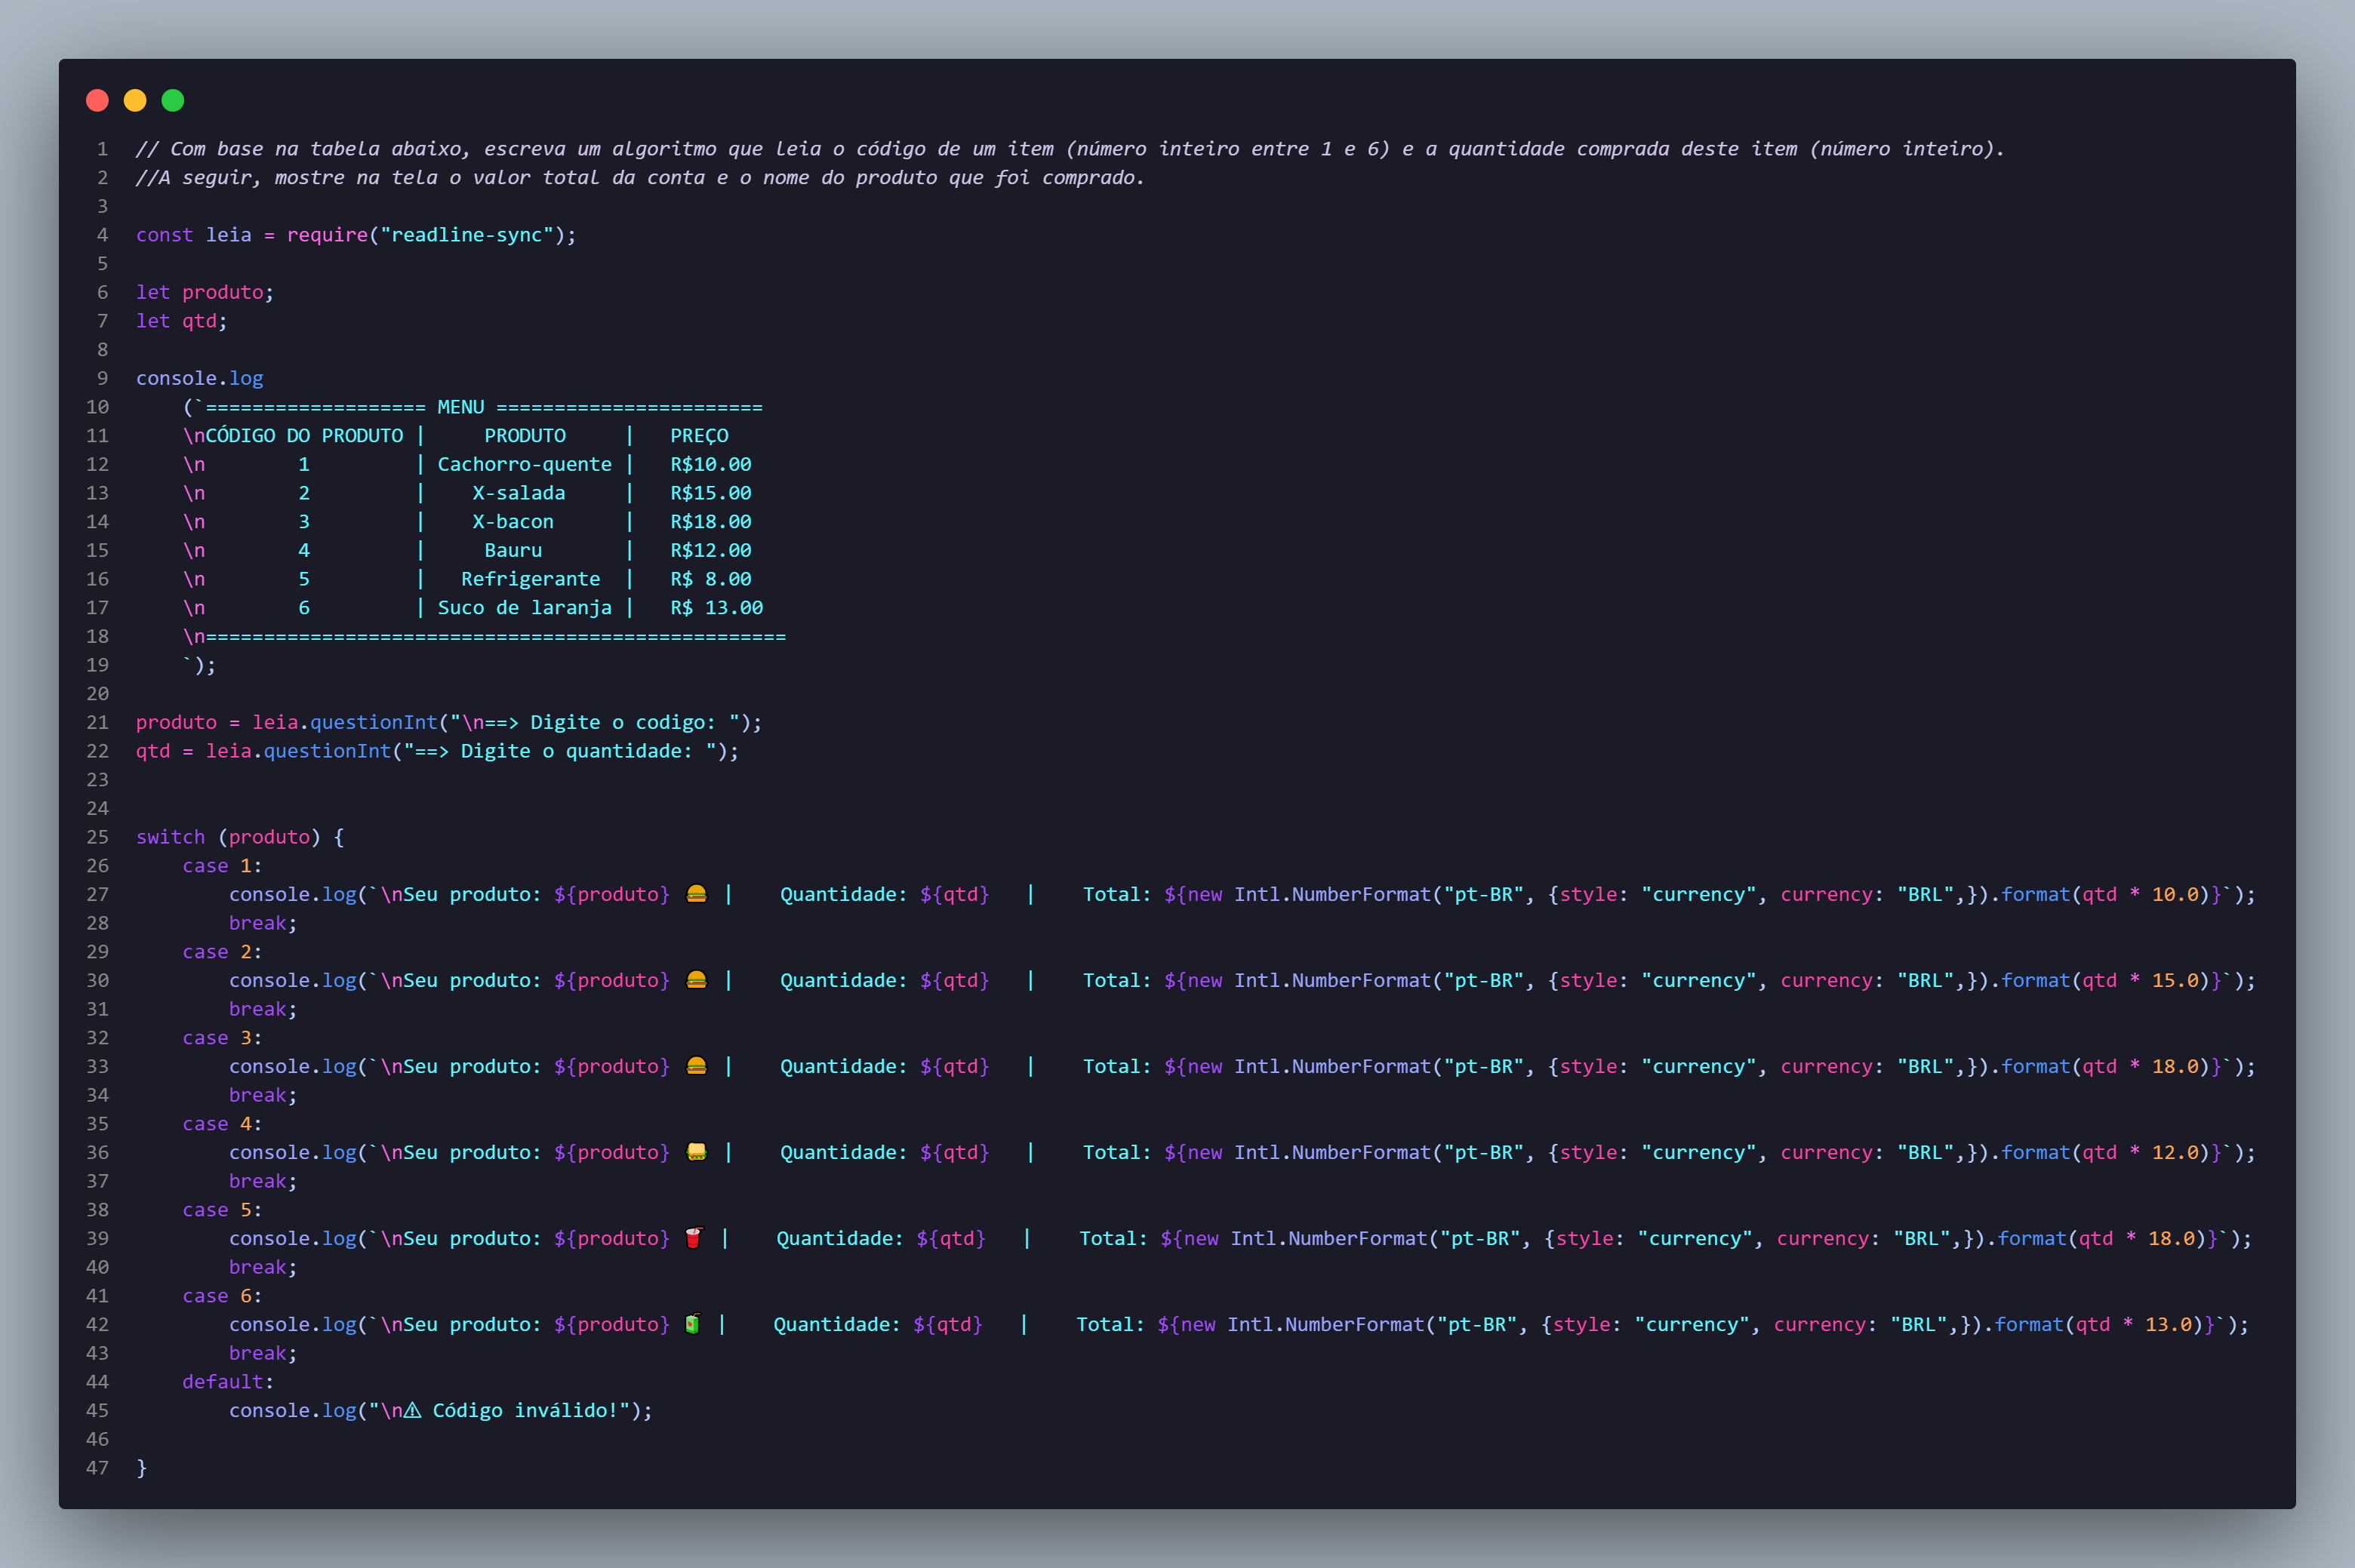 1 // Com base na tabela abaixo, escreva um algoritmo que leia o código de um item (número inteiro entre 1 e 6) e a quantidade comprada deste item (número inteiro).
2 //A seguir, mostre na tela o valor total da conta e o nome do produto que foi comprado.
3
4 const leia = require("readline-sync");
5
6 let produto;
7 let qtd;
8
9 console.log
10     (`=================== MENU =======================
11     \nCÓDIGO DO PRODUTO |     PRODUTO     |   PREÇO
12     \n        1         | Cachorro-quente |   R$10.00
13     \n        2         |    X-salada     |   R$15.00
14     \n        3         |    X-bacon      |   R$18.00
15     \n        4         |     Bauru       |   R$12.00
16     \n        5         |   Refrigerante  |   R$ 8.00
17     \n        6         | Suco de laranja |   R$ 13.00
18     \n==================================================
19     `);
20
21 produto = leia.questionInt("\n==> Digite o codigo: ");
22 qtd = leia.questionInt("==> Digite o quantidade: ");
23
24
25 switch (produto) {
26     case 1:
27         console.log(`\nSeu produto: ${produto} 🍔 |    Quantidade: ${qtd}   |    Total: ${new Intl.NumberFormat("pt-BR", {style: "currency", currency: "BRL",}).format(qtd * 10.0)}`);
28         break;
29     case 2:
30         console.log(`\nSeu produto: ${produto} 🍔 |    Quantidade: ${qtd}   |    Total: ${new Intl.NumberFormat("pt-BR", {style: "currency", currency: "BRL",}).format(qtd * 15.0)}`);
31         break;
32     case 3:
33         console.log(`\nSeu produto: ${produto} 🍔 |    Quantidade: ${qtd}   |    Total: ${new Intl.NumberFormat("pt-BR", {style: "currency", currency: "BRL",}).format(qtd * 18.0)}`);
34         break;
35     case 4:
36         console.log(`\nSeu produto: ${produto} 🥪 |    Quantidade: ${qtd}   |    Total: ${new Intl.NumberFormat("pt-BR", {style: "currency", currency: "BRL",}).format(qtd * 12.0)}`);
37         break;
38     case 5:
39         console.log(`\nSeu produto: ${produto} 🥤 |    Quantidade: ${qtd}   |    Total: ${new Intl.NumberFormat("pt-BR", {style: "currency", currency: "BRL",}).format(qtd * 18.0)}`);
40         break;
41     case 6:
42         console.log(`\nSeu produto: ${produto} 🧃 |    Quantidade: ${qtd}   |    Total: ${new Intl.NumberFormat("pt-BR", {style: "currency", currency: "BRL",}).format(qtd * 13.0)}`);
43         break;
44     default:
45         console.log("\n⚠ Código inválido!");
46
47 }